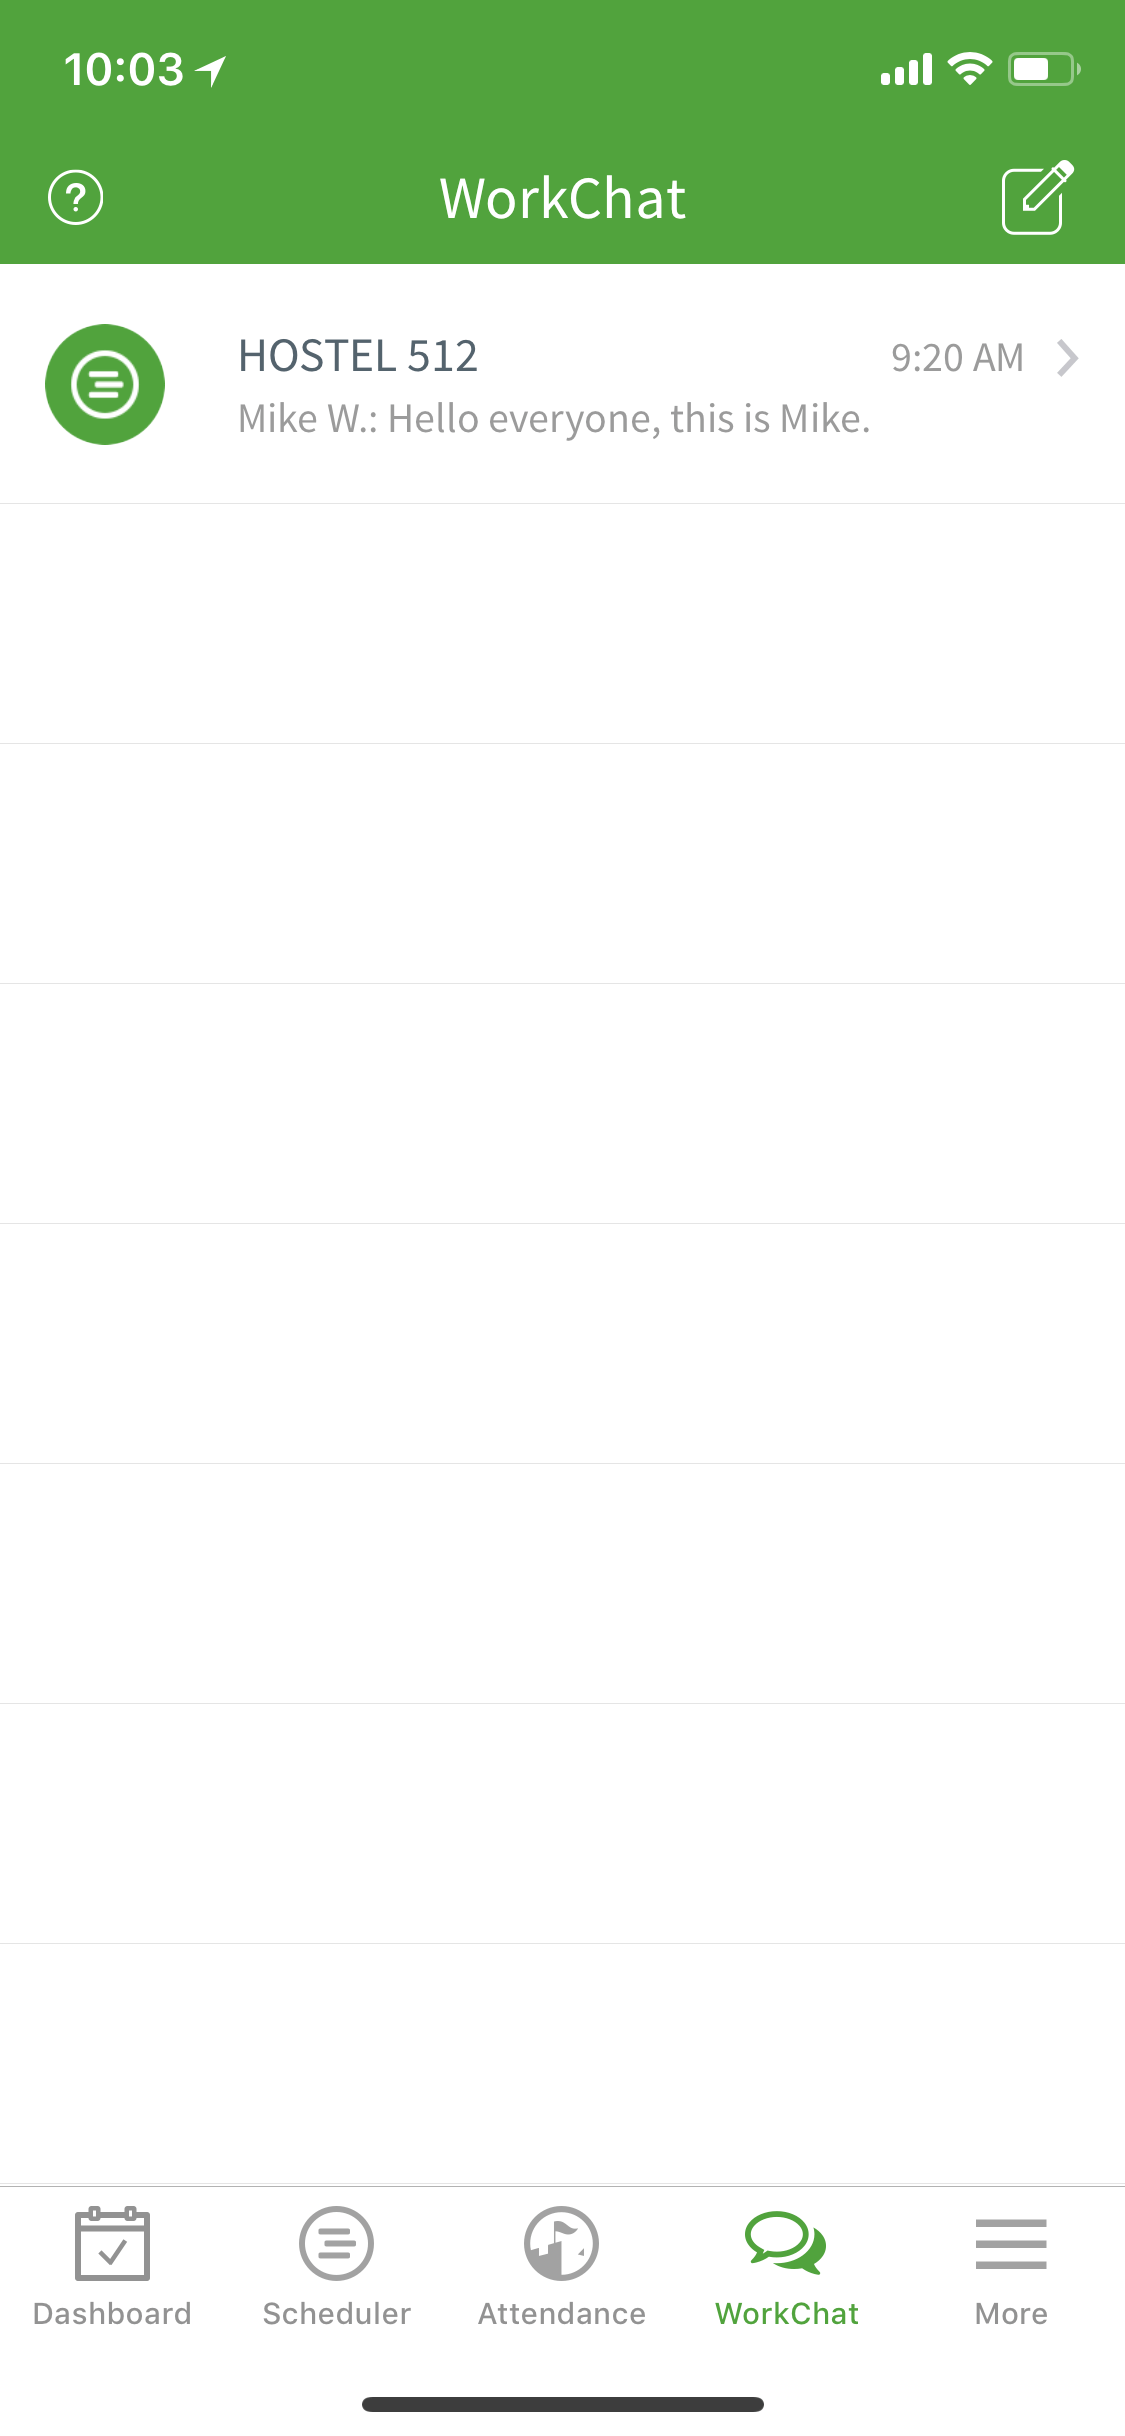 10:03
?
WorkChat
HOSTEL 512
9:20 AM
Mike W.: Hello everyone, this is Mike.
Dashboard
Scheduler
Attendance
WorkChat
More